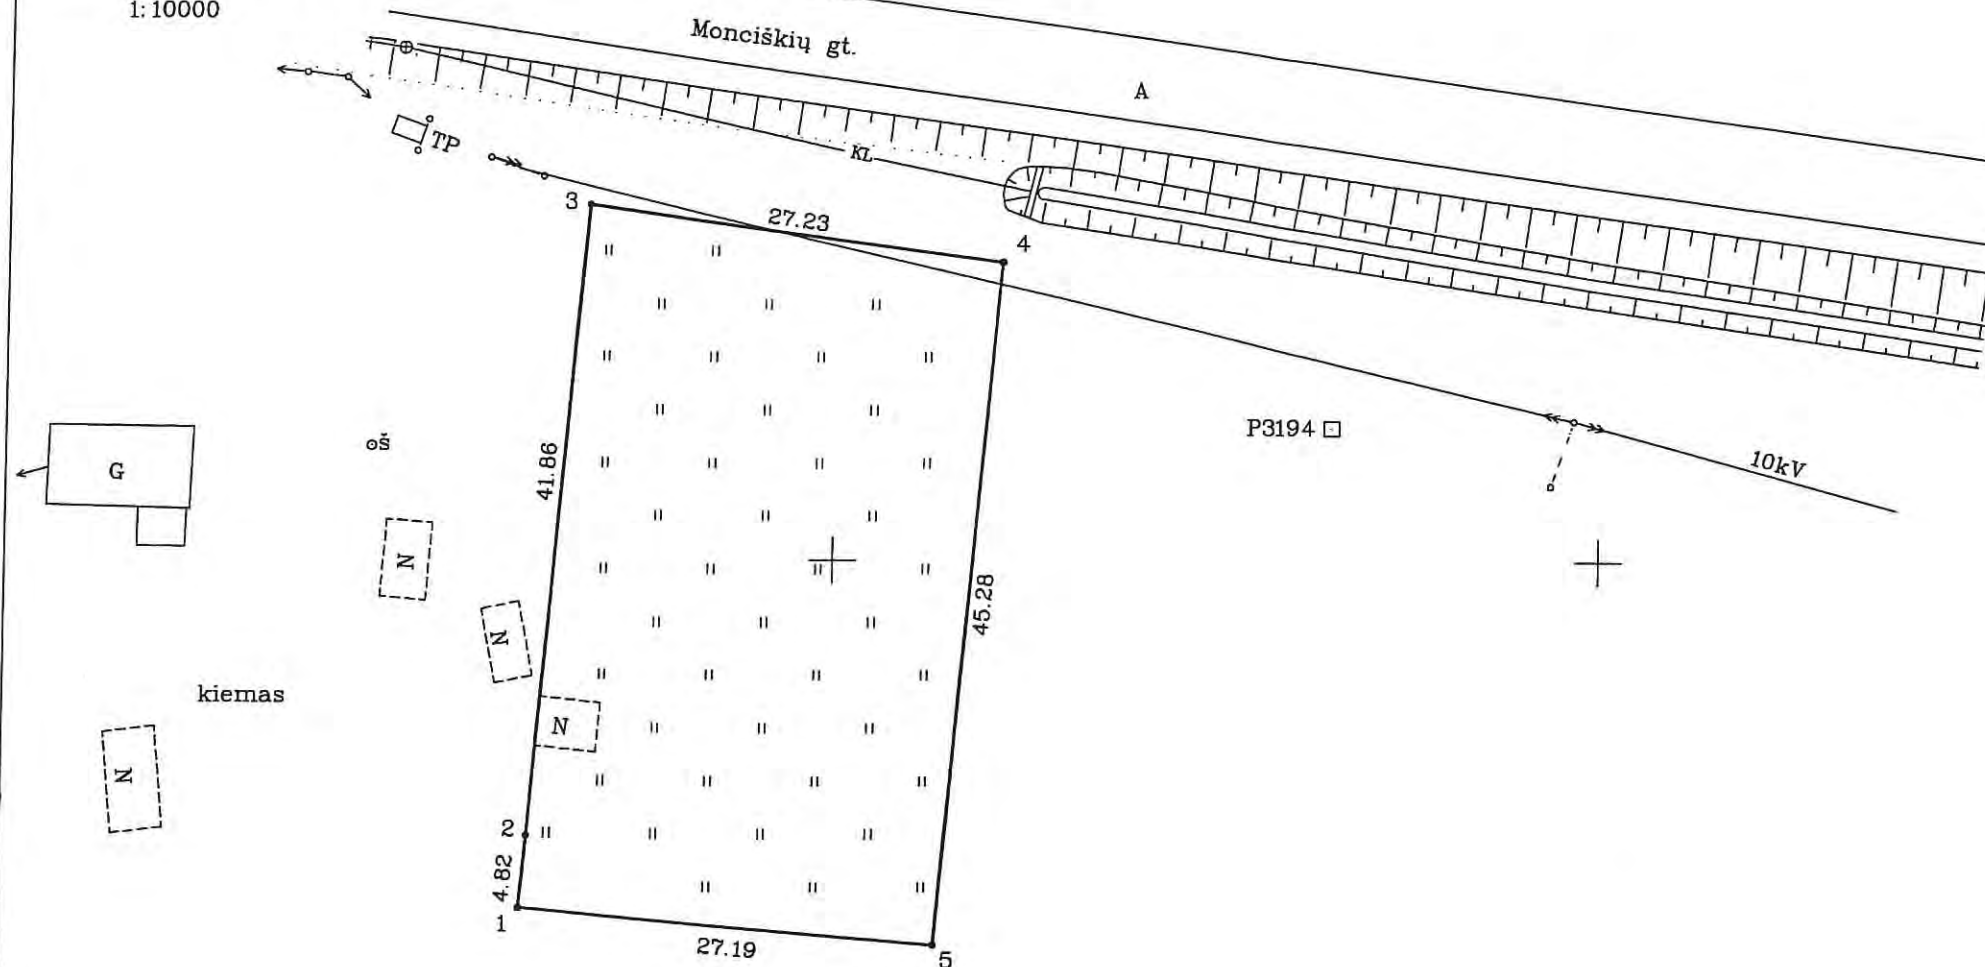 1:10000
Monciškių gt.
A
TP
KL
3
27.23
4
P3194
10kV
G
š
41.86
45.28
N
N
kiemas
N
N
2
4.82
1
27.19
5